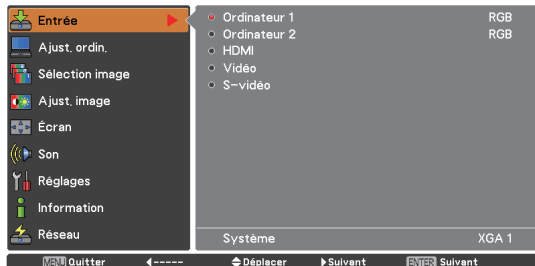 Entrée
Ajust. ordin.
Sélection image
Ajust. image
Écran
Son
Réglages
Information
Réseau
Ordinateur 1 RGB
Ordinateur 2 RGB
HDMI
Vidéo
S-vidéo
Système XGA 1
MENU Quitter ◀----- Déplacer ▶Suivant ENTER Suivant